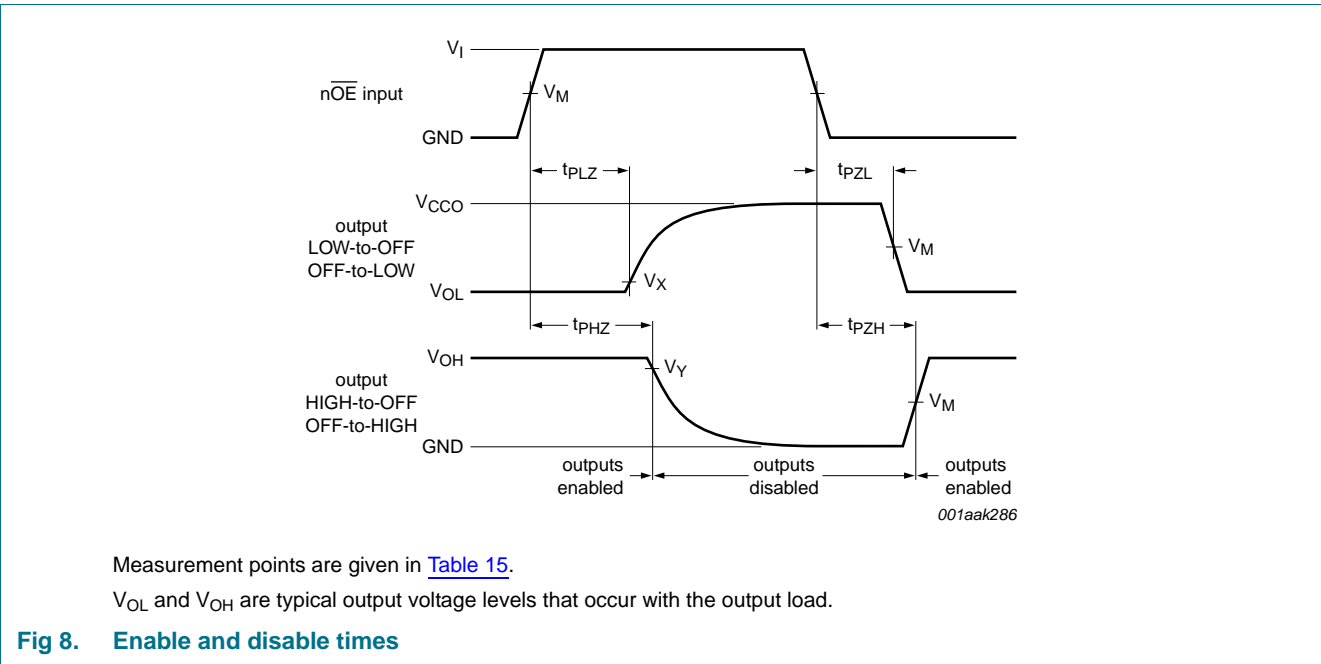 V_I
nOE input
V_M
GND
t_PLZ
t_PZL
V_CCO
output
LOW-to-OFF
OFF-to-LOW
V_M
V_X
V_OL
t_PHZ
t_PZH
V_OH
V_Y
output
HIGH-to-OFF
OFF-to-HIGH
V_M
GND
outputs
enabled
outputs
disabled
outputs
enabled
001aak286
Measurement points are given in Table 15.
V_OL and V_OH are typical output voltage levels that occur with the output load.
Fig 8. Enable and disable times